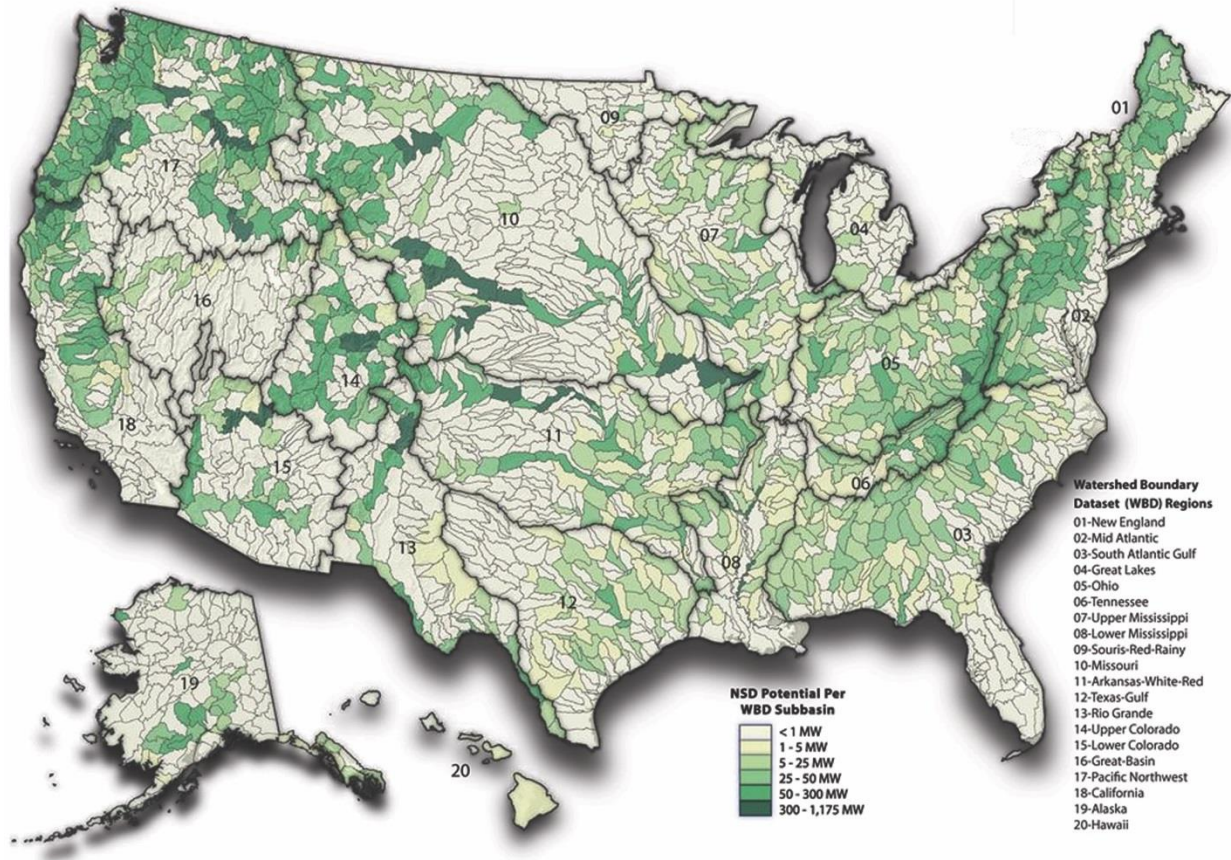 01
09
17
10
04
07
16
02
05
14
18
11
15
06
03
13
08
12
19
20
Watershed Boundary
Dataset (WBD) Regions
01-New England
02-Mid Atlantic
03-South Atlantic Gulf
04-Great Lakes
05-Ohio
06-Tennessee
07-Upper Mississippi
08-Lower Mississippi
09-Souris-Red-Rainy
10-Missouri
11-Arkansas-White-Red
12-Texas-Gulf
13-Rio Grande
14-Upper Colorado
15-Lower Colorado
16-Great-Basin
17-Pacific Northwest
18-California
19-Alaska
20-Hawaii
NSD Potential Per
WBD Subbasin
< 1 MW
1 - 5 MW
5 - 25 MW
25 - 50 MW
50 - 300 MW
300 - 1,175 MW